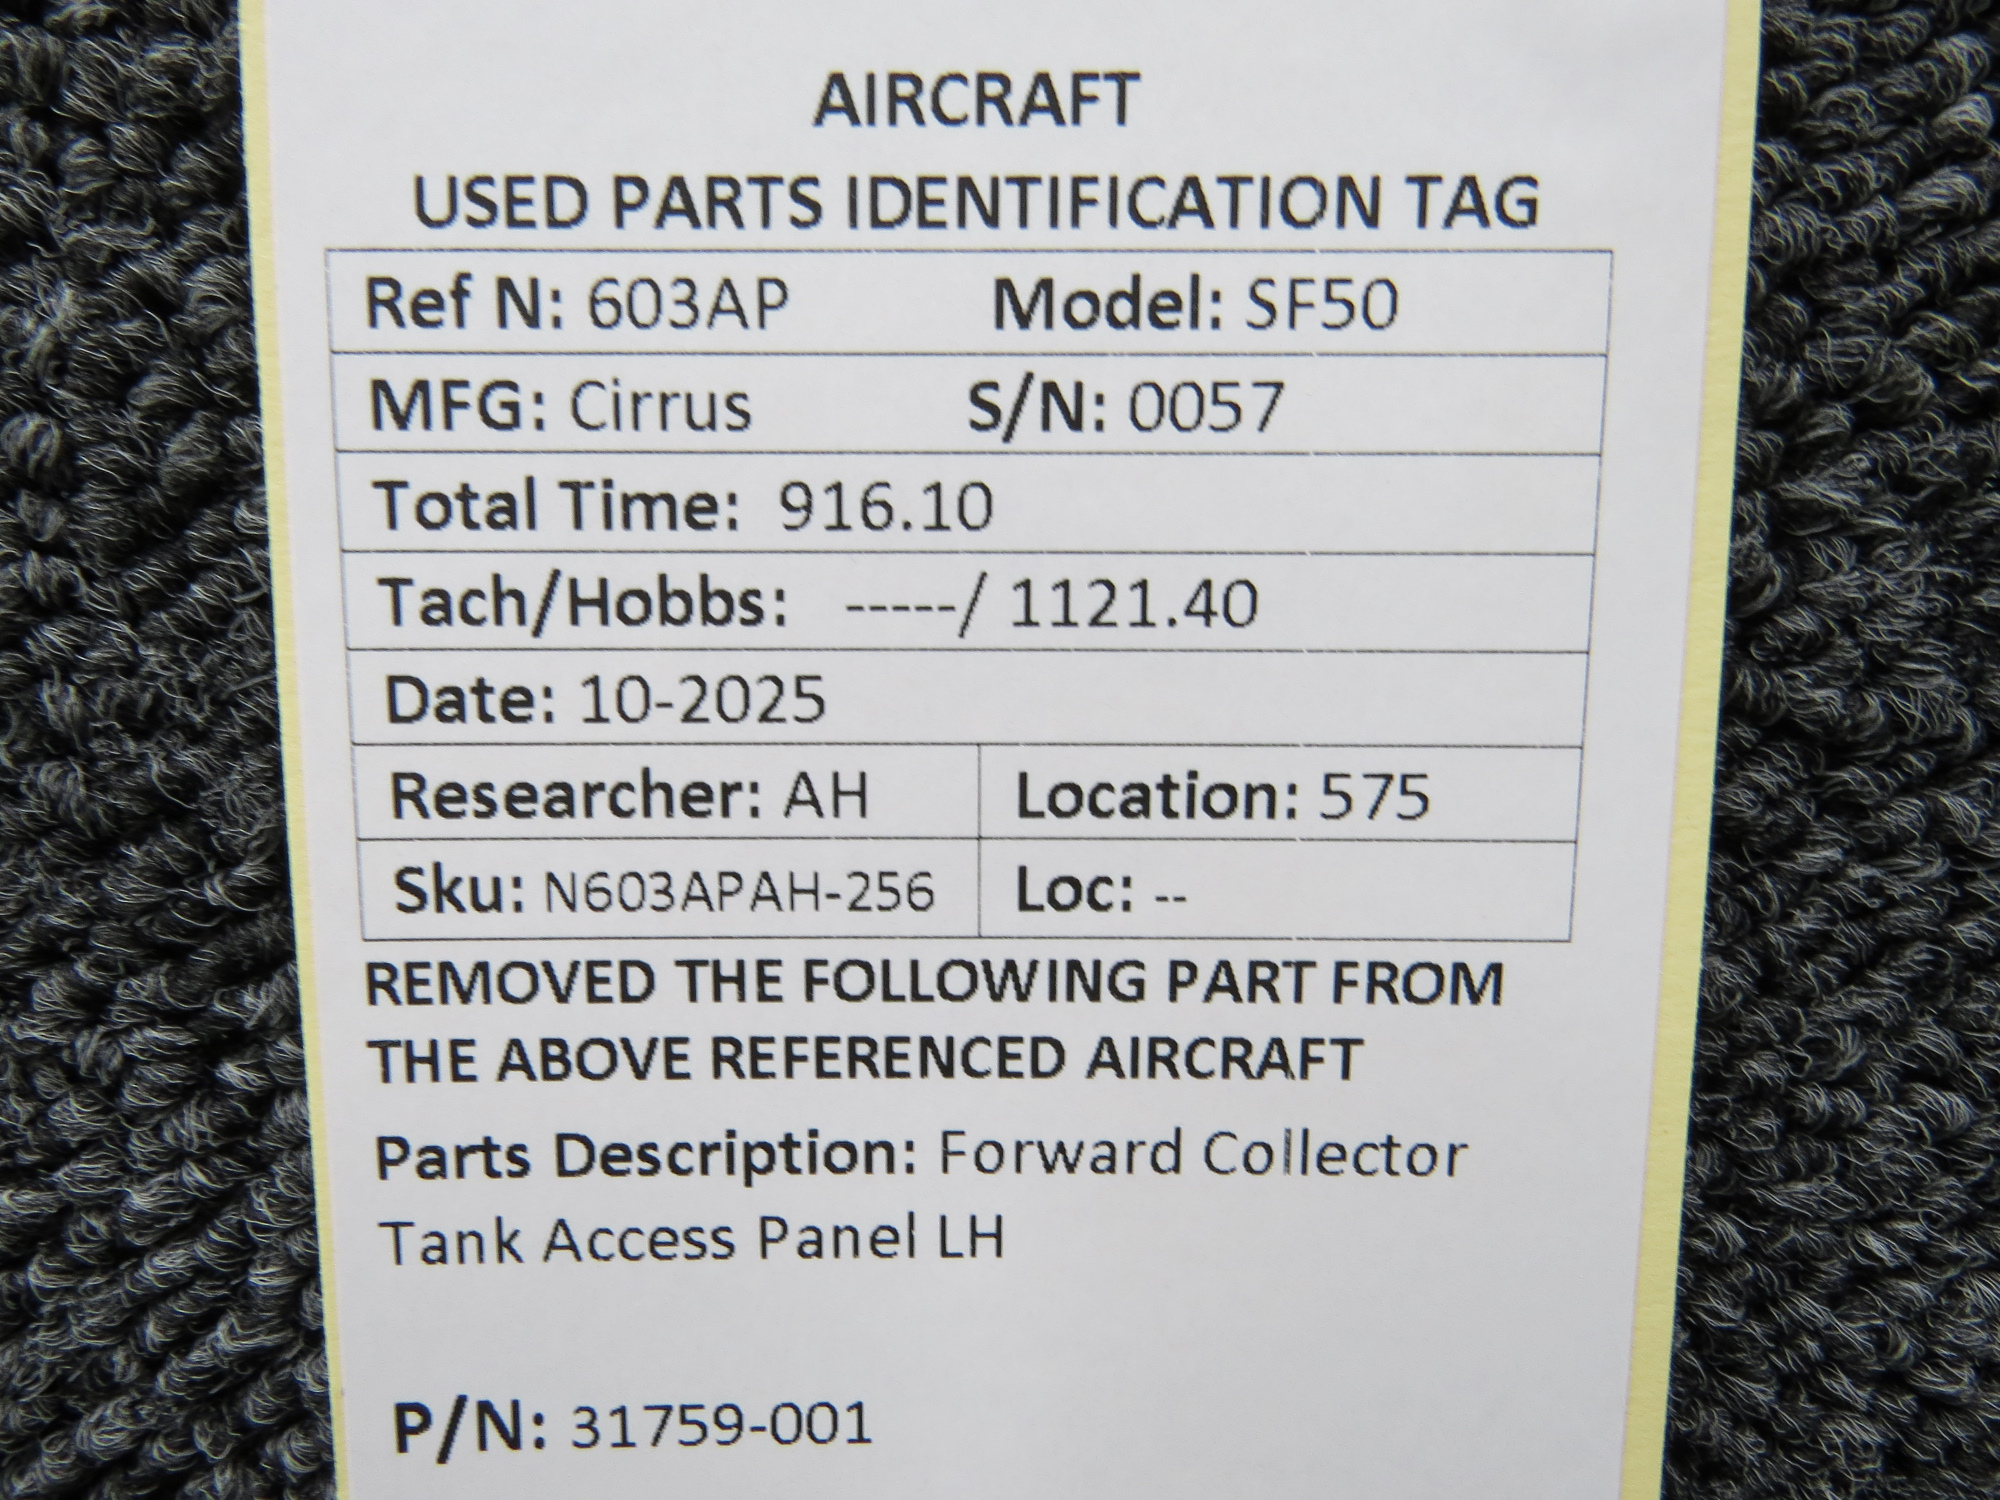 AIRCRAFT
USED PARTS IDENTIFICATION TAG
Ref N: 603AP Model: SF50
MFG: Cirrus S/N: 0057
Total Time: 916.10
Tach/Hobbs: -----/ 1121.40
Date: 10-2025
Researcher: AH Location: 575
Sku: N603APAH-256 Loc: --
REMOVED THE FOLLOWING PART FROM
THE ABOVE REFERENCED AIRCRAFT
Parts Description: Forward Collector
Tank Access Panel LH
P/N: 31759-001